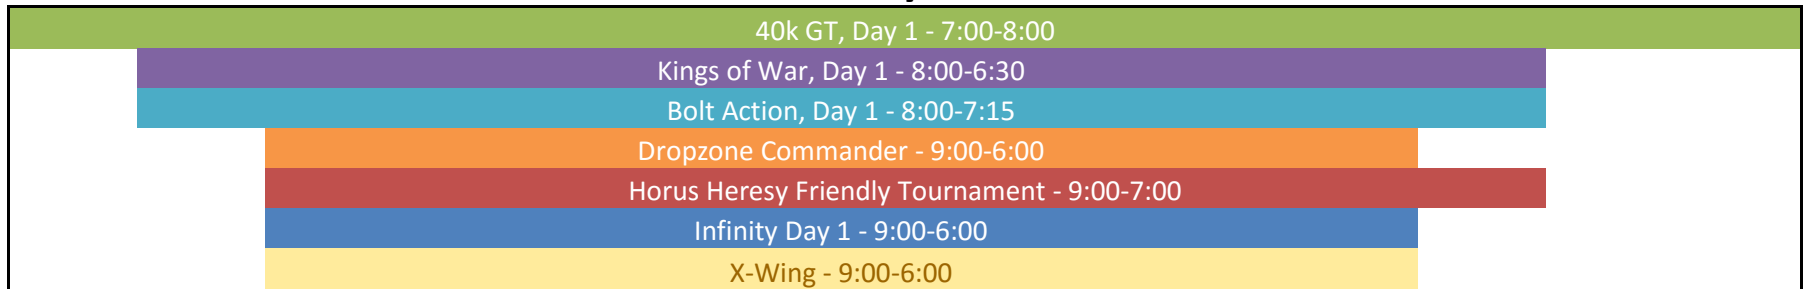 40k GT, Day 1 - 7:00-8:00
Kings of War, Day 1 - 8:00-6:30
Bolt Action, Day 1 - 8:00-7:15
Dropzone Commander - 9:00-6:00
Horus Heresy Friendly Tournament - 9:00-7:00
Infinity Day 1 - 9:00-6:00
X-Wing - 9:00-6:00